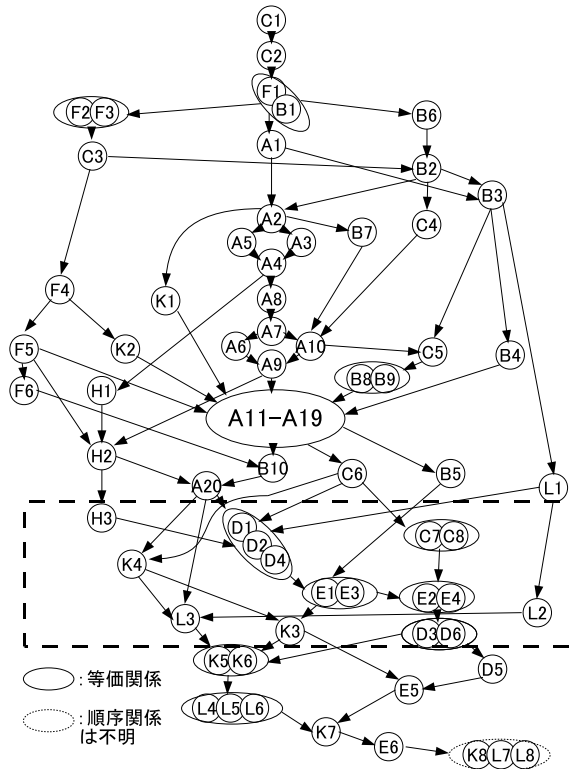 C1
C2
F1
B1
F2 F3
B6
C3
A1
B2
B3
A2
C4
B7
A5
A3
A4
F4
K1
A8
A7
F5
K2
A6
A10
C5
B4
A9
F6
H1
B8 B9
A11-A19
H2
B10
C6
B5
A20
L1
H3
D1
D2
D4
C7 C8
K4
E1 E3
E2 E4
L3
L2
K3
D3 D6
K5 K6
D5
:等価関係
E5
L4 L5 L6
:順序関係
は不明
K7
E6
K8 L7 L8